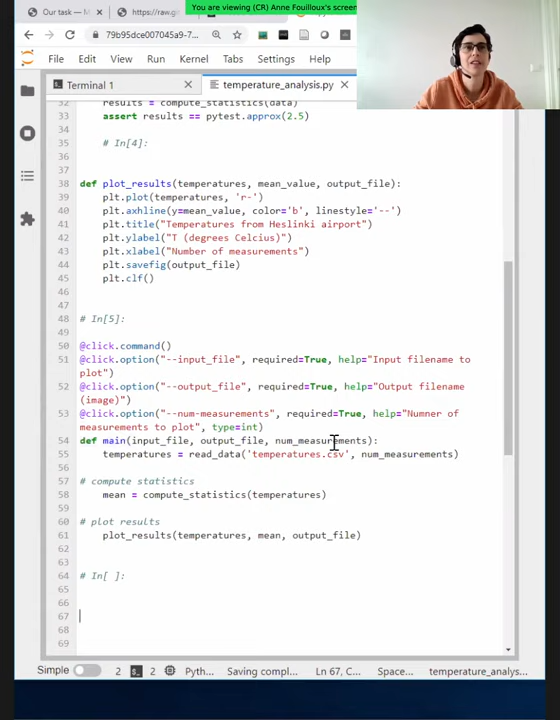 You are viewing (CR) Anne Fouilloux's screen
Our task — M
https://raw.gi
79b95dce007045a9-7...
File Edit View Run Kernel Tabs Settings
Terminal 1
temperature_analysis.py
32 results = compute_statistics(data)
33 assert results == pytest.approx(2.5)
34
35 # In[4]:
36
37
38 def plot_results(temperatures, mean_value, output_file):
39 plt.plot(temperatures, 'r-')
40 plt.axhline(y=mean_value, color='b', linestyle='--')
41 plt.title("Temperatures from Heslinki airport")
42 plt.ylabel("T (degrees Celcius)")
43 plt.xlabel("Number of measurements")
44 plt.savefig(output_file)
45 plt.clf()
46
47
48 # In[5]:
49
50 @click.command()
51 @click.option("--input_file", required=True, help="Input filename to
plot")
52 @click.option("--output_file", required=True, help="Output filename
(image)")
53 @click.option("--num-measurements", required=True, help="Numner of
measurements to plot", type=int)
54 def main(input_file, output_file, num_measurements):
55 temperatures = read_data('temperatures.csv', num_measurements)
56
57 # compute statistics
58 mean = compute_statistics(temperatures)
59
60 # plot results
61 plot_results(temperatures, mean, output_file)
62
63
64 # In[ ]:
65
66
67
68
69
Simple 2 2 Pyth... Saving compl... Ln 67, C... Space... temperature_analys...